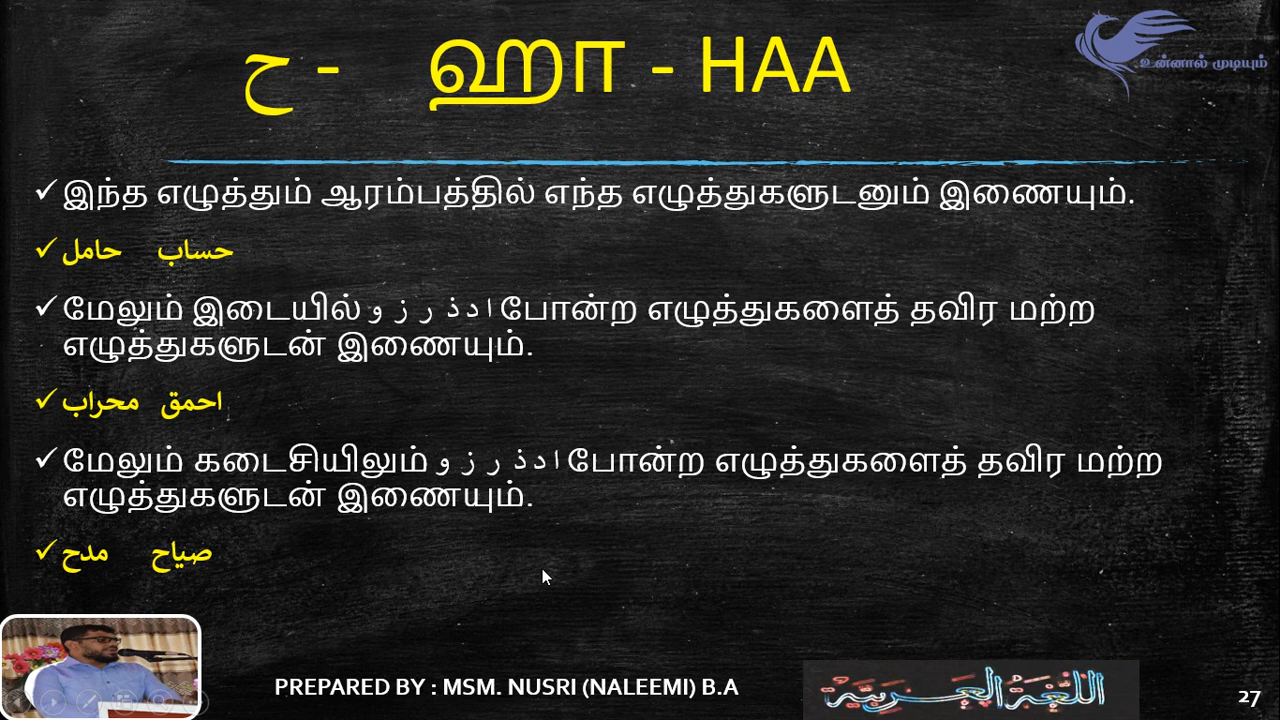 ح - ஹா - HAA
உன்னால் முடியும்
இந்த எழுத்தும் ஆரம்பத்தில் எந்த எழுத்துகளுடனும் இணையும்.
حساب حامل
மேலும் இடையில் ا د ذ ر ز و போன்ற எழுத்துகளைத் தவிர மற்ற
எழுத்துகளுடன் இணையும்.
احمق محراب
மேலும் கடைசியிலும் ا د ذ ر ز و போன்ற எழுத்துகளைத் தவிர மற்ற
எழுத்துகளுடன் இணையும்.
صياح مدح
PREPARED BY : MSM. NUSRI (NALEEMI) B.A
اللُّغَةُ العَرَبِيَّةُ
27